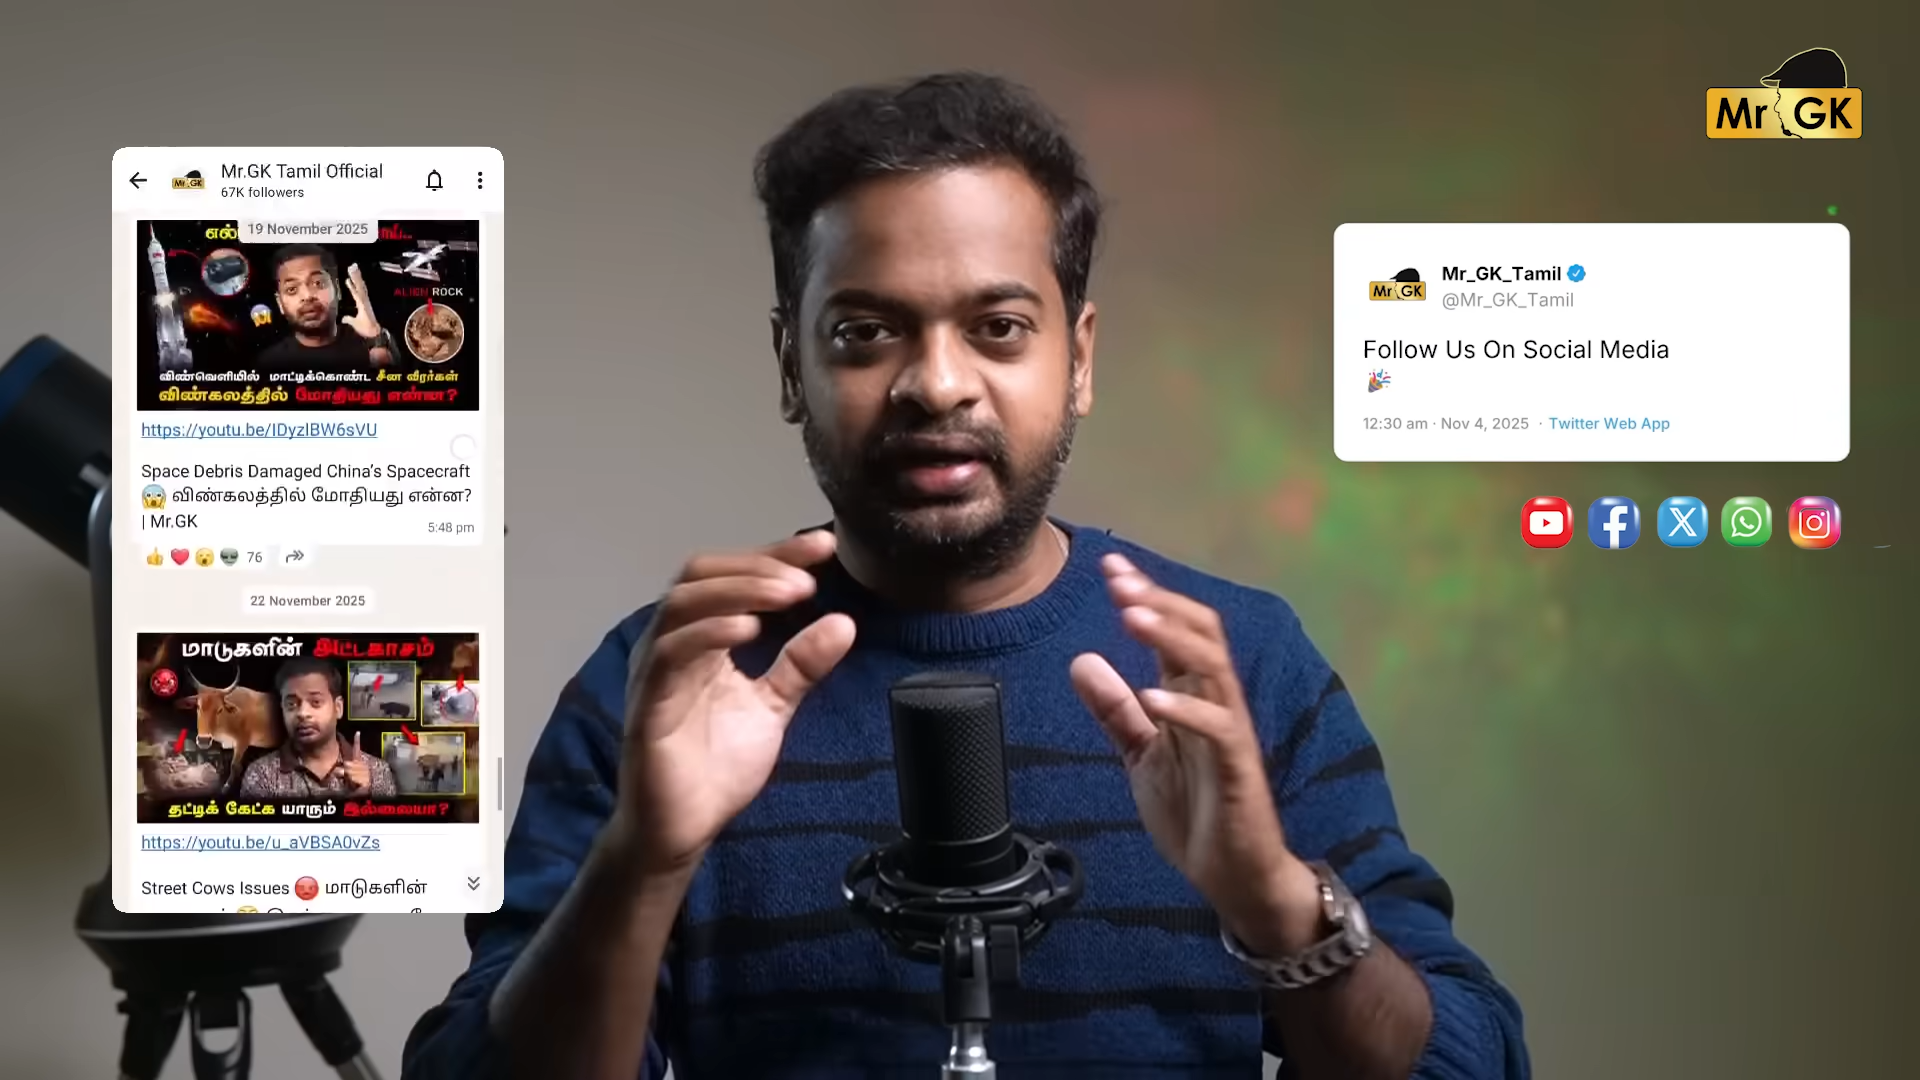 Mr GK
Mr.GK Tamil Official
67K followers
19 November 2025
ALIEN ROCK
விண்வெளியில் மாட்டிக்கொண்ட சீன வீரர்கள்
விண்கலத்தில் மோதியது என்ன?
https://youtu.be/IDyzlBW6sVU
Space Debris Damaged China's Spacecraft
😱 விண்கலத்தில் மோதியது என்ன?
| Mr.GK
5:48 pm
76
22 November 2025
மாடுகளின் அட்டகாசம்
தட்டிக் கேட்க யாரும் இல்லையா?
https://youtu.be/u_aVBSA0vZs
Street Cows Issues 😡 மாடுகளின்
Mr GK
Mr_GK_Tamil
@Mr_GK_Tamil
Follow Us On Social Media
🎉
12:30 am · Nov 4, 2025 · Twitter Web App